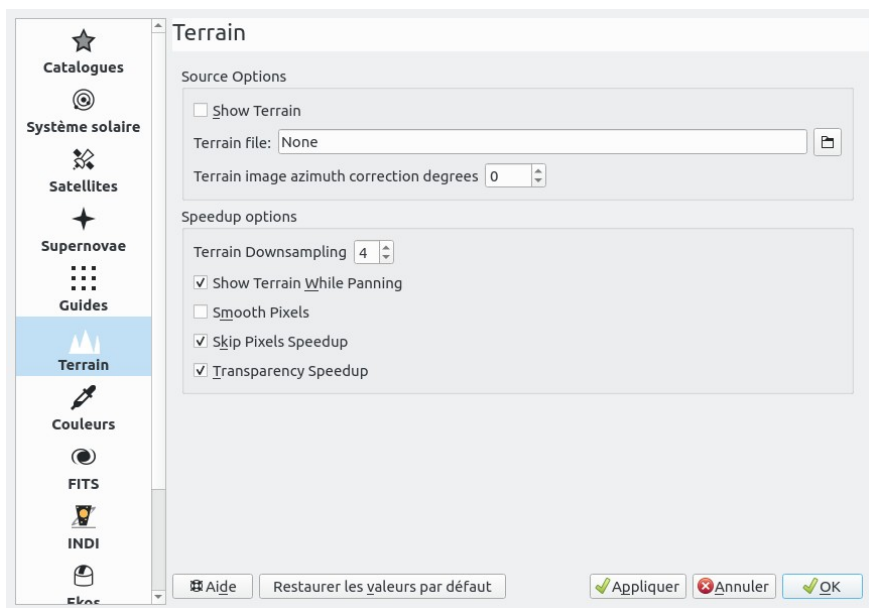 Catalogues
Système solaire
Satellites
Supernovae
Guides
Terrain
Couleurs
FITS
INDI
Ekos
Terrain
Source Options
Show Terrain
Terrain file: None
Terrain image azimuth correction degrees 0
Speedup options
Terrain Downsampling 4
Show Terrain While Panning
Smooth Pixels
Skip Pixels Speedup
Transparency Speedup
Aide Restaurer les valeurs par défaut Appliquer Annuler OK